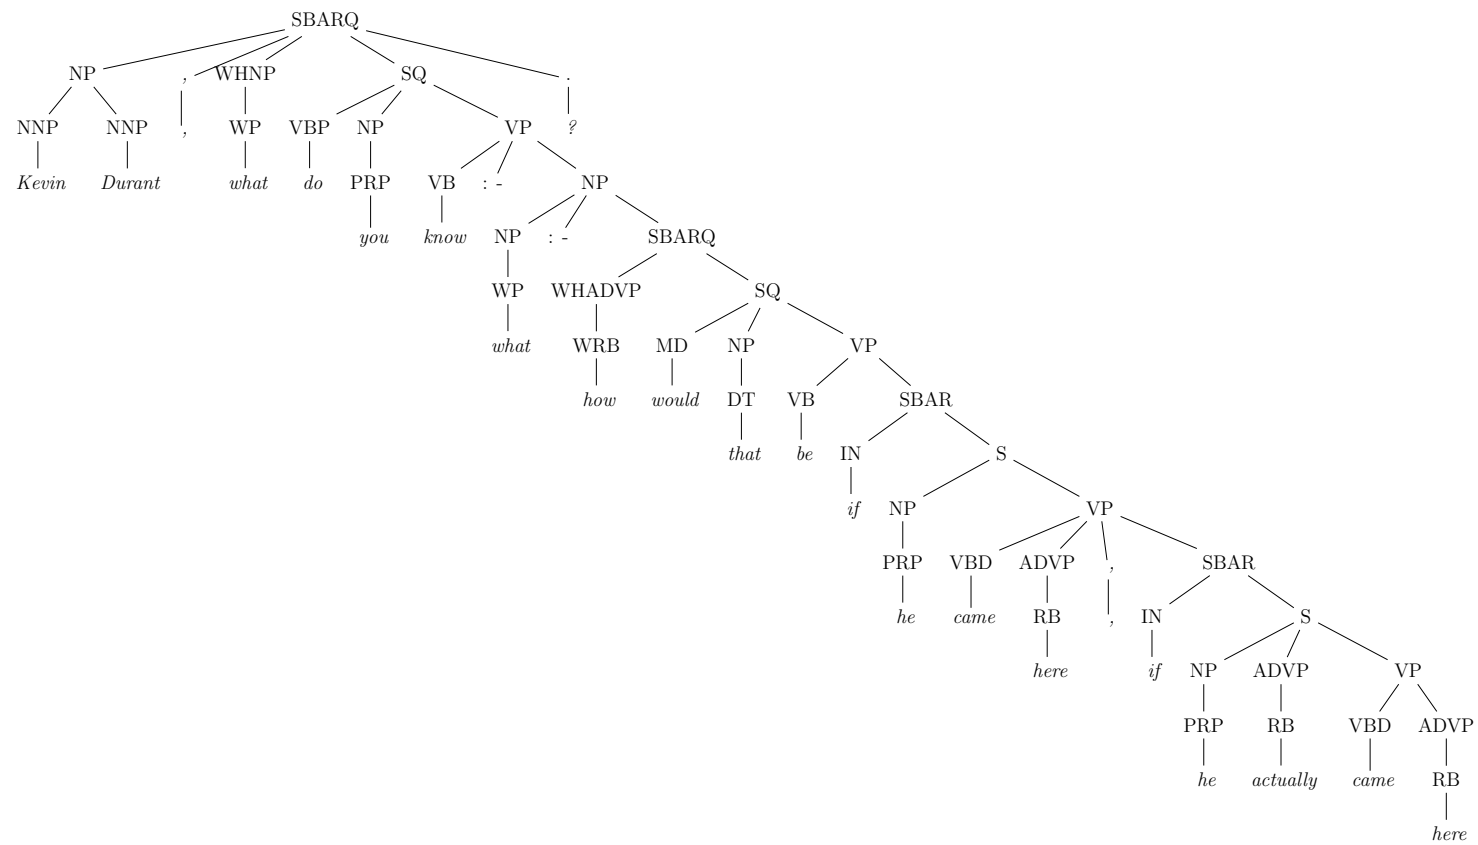 SBARQ
NP , WHNP SQ .
NNP NNP , WP VBP NP VP ?
Kevin Durant what do PRP VB : - NP
you know NP : - SBARQ
WP WHADVP SQ
what WRB MD NP VP
how would DT VB SBAR
that be IN S
if NP VP
PRP VBD ADVP , SBAR
he came RB , IN S
here if NP ADVP VP
PRP RB VBD ADVP
he actually came RB
here